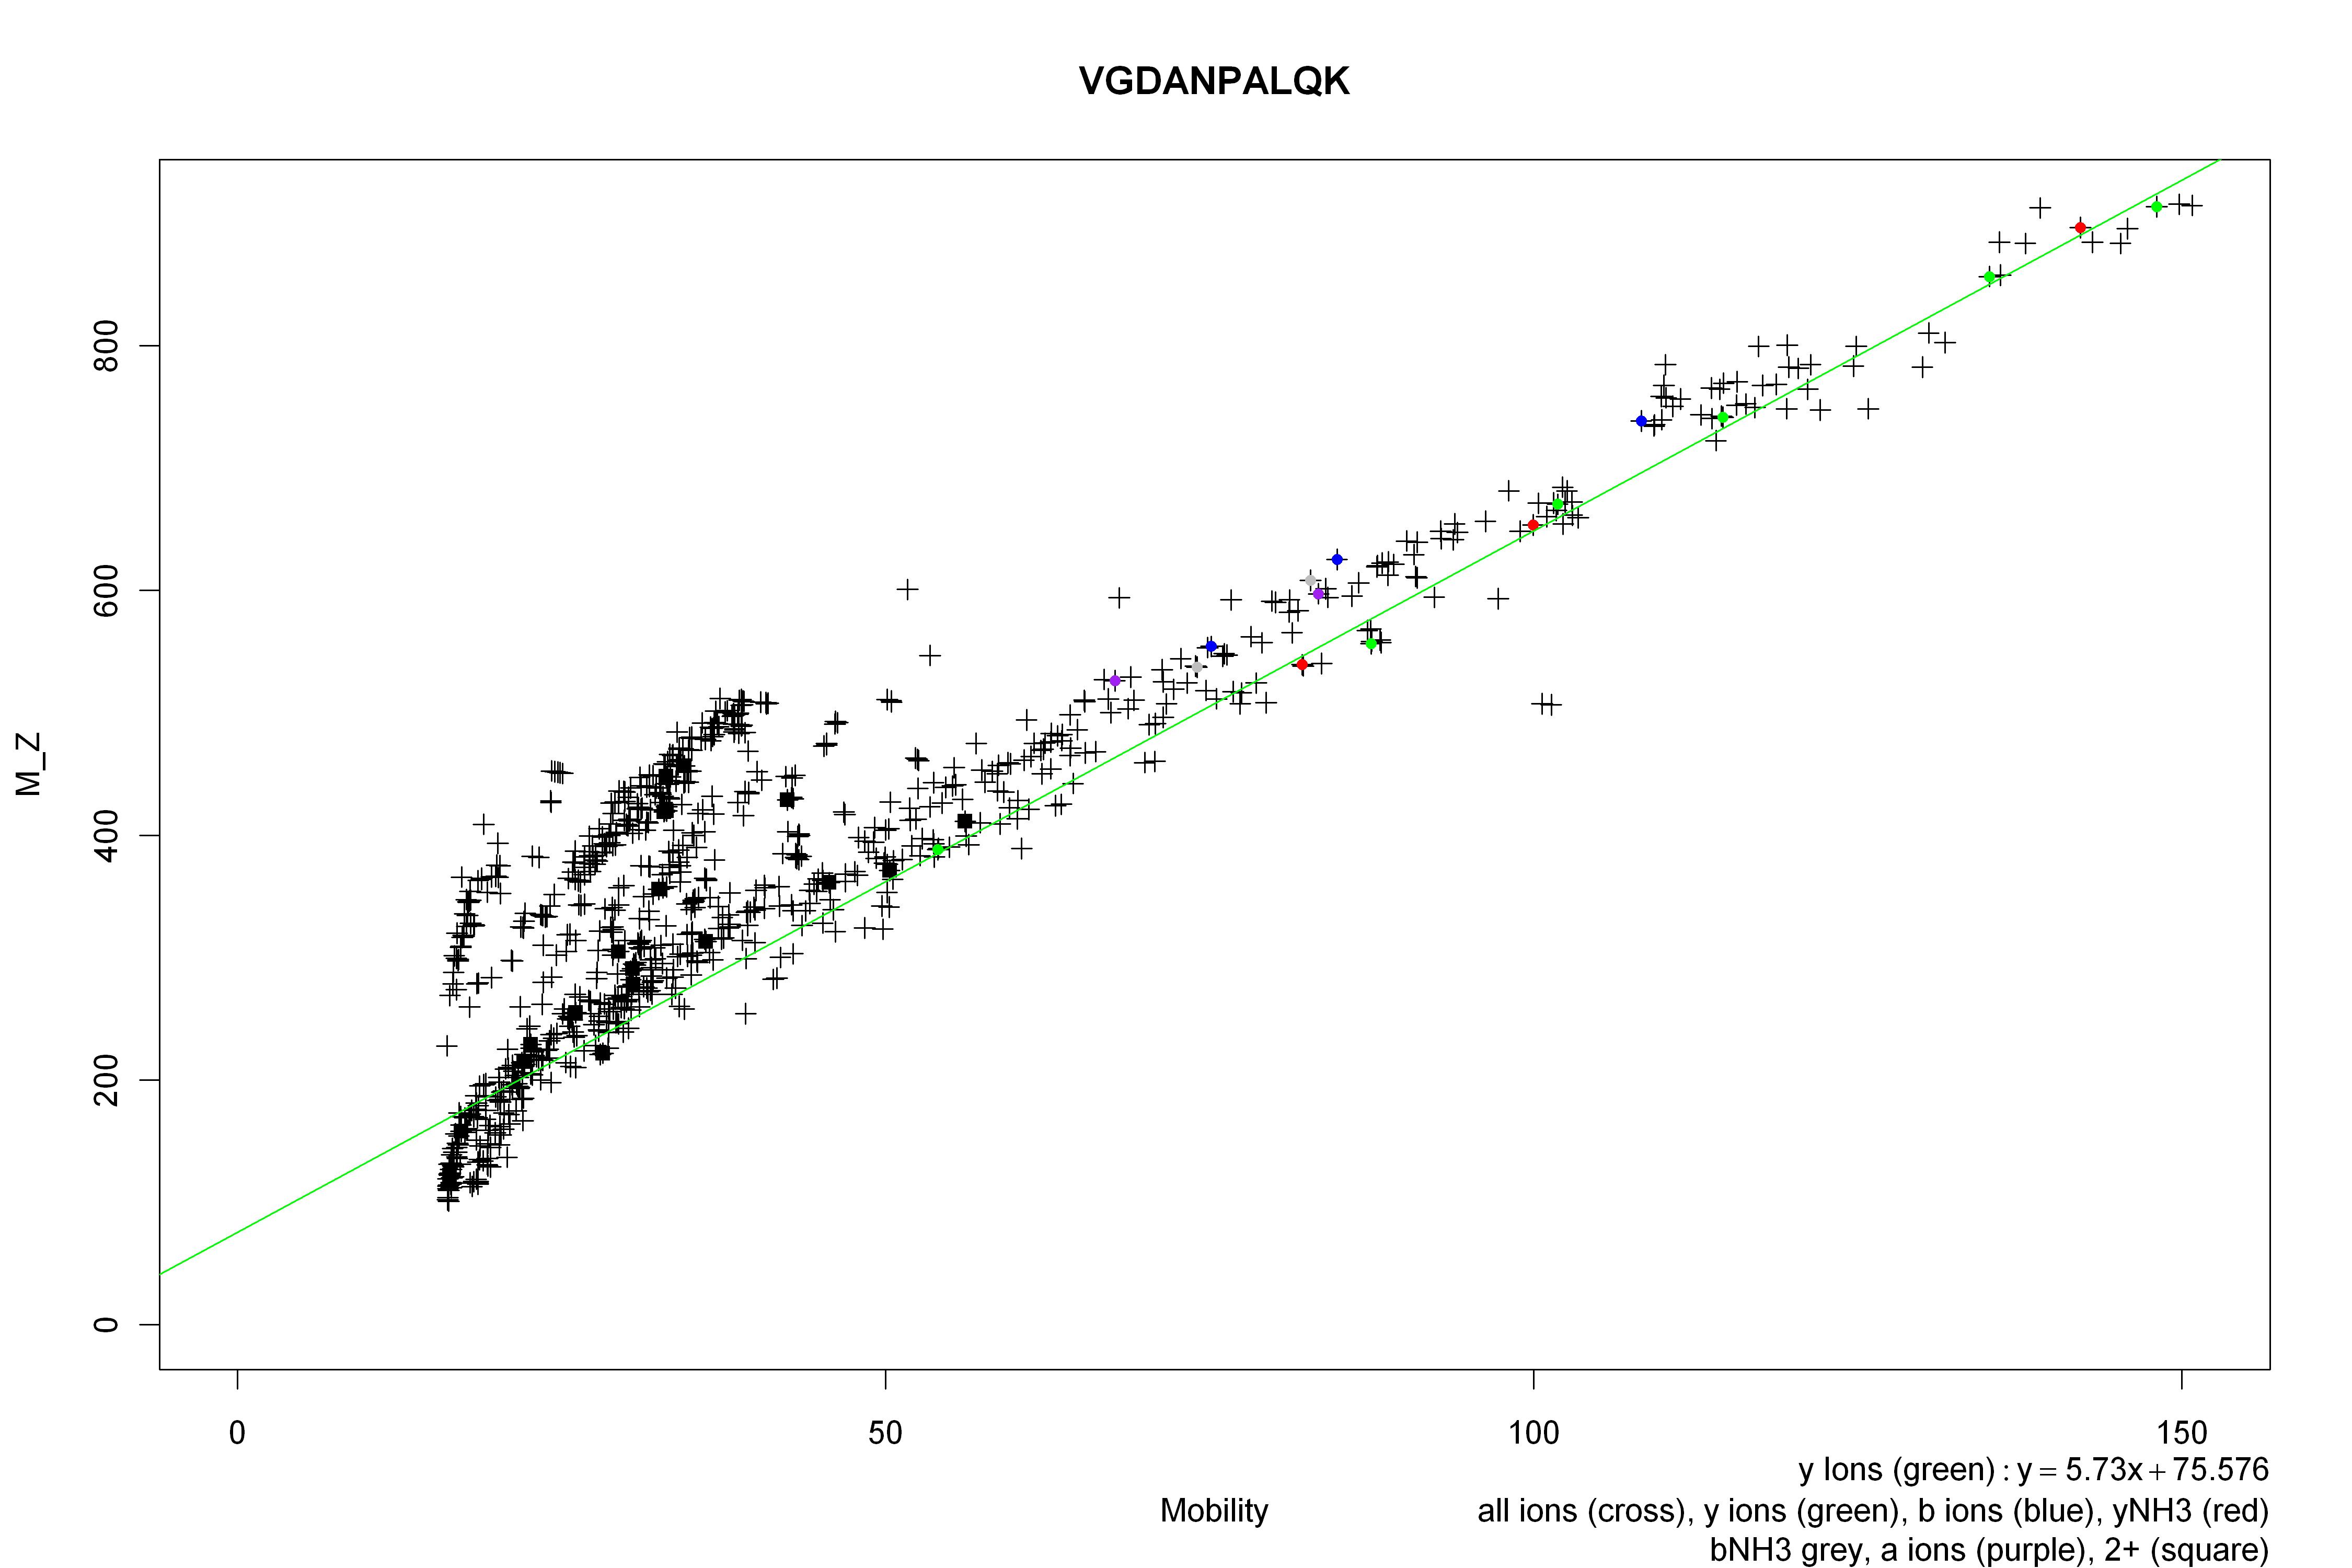 VGDANPALQK
800
600
400
200
0
M_Z
0 50 100 150
y Ions (green) : y = 5.73x + 75.576
Mobility all ions (cross), y ions (green), b ions (blue), yNH3 (red)
bNH3 grey, a ions (purple), 2+ (square)